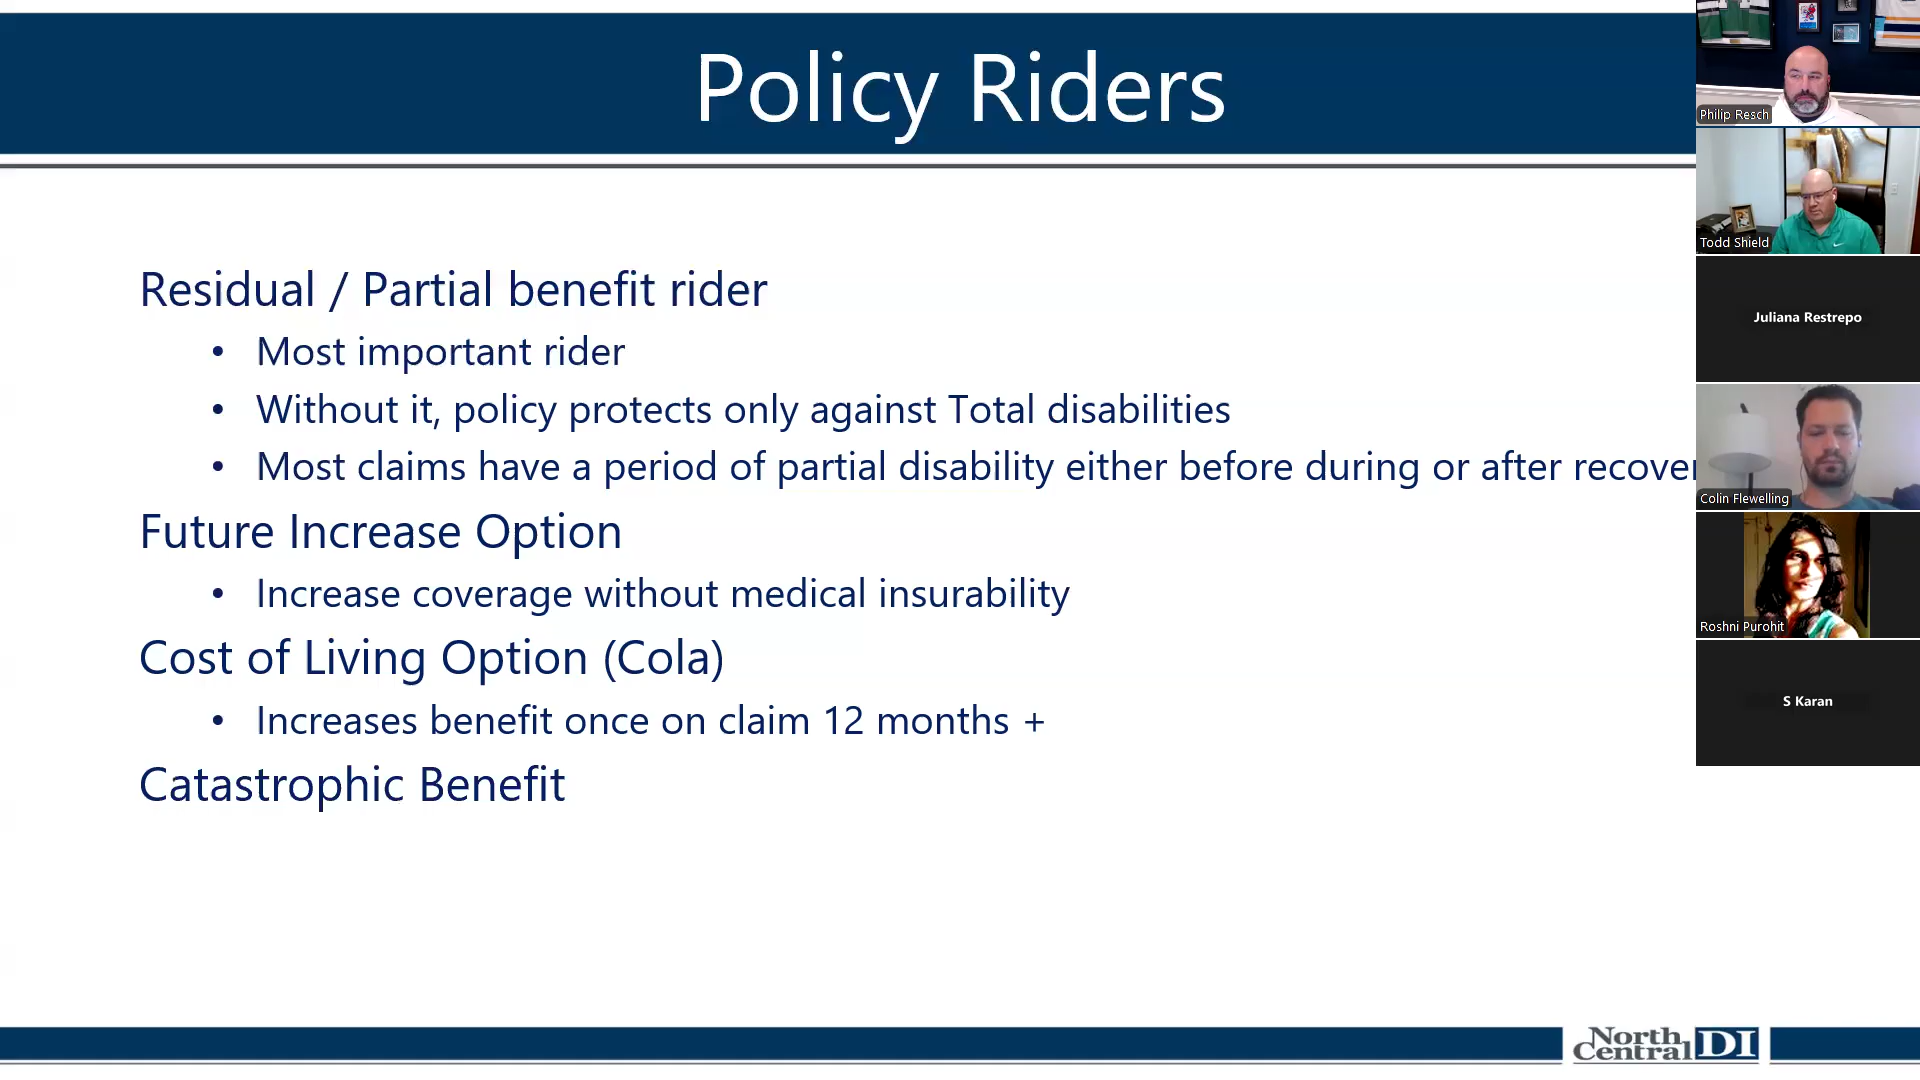 Policy Riders
Residual / Partial benefit rider
• Most important rider
• Without it, policy protects only against Total disabilities
• Most claims have a period of partial disability either before during or after recover
Future Increase Option
• Increase coverage without medical insurability
Cost of Living Option (Cola)
• Increases benefit once on claim 12 months +
Catastrophic Benefit
North
Central DI
Philip Resch
Todd Shield
Juliana Restrepo
Colin Flewelling
Roshni Purohit
S Karan